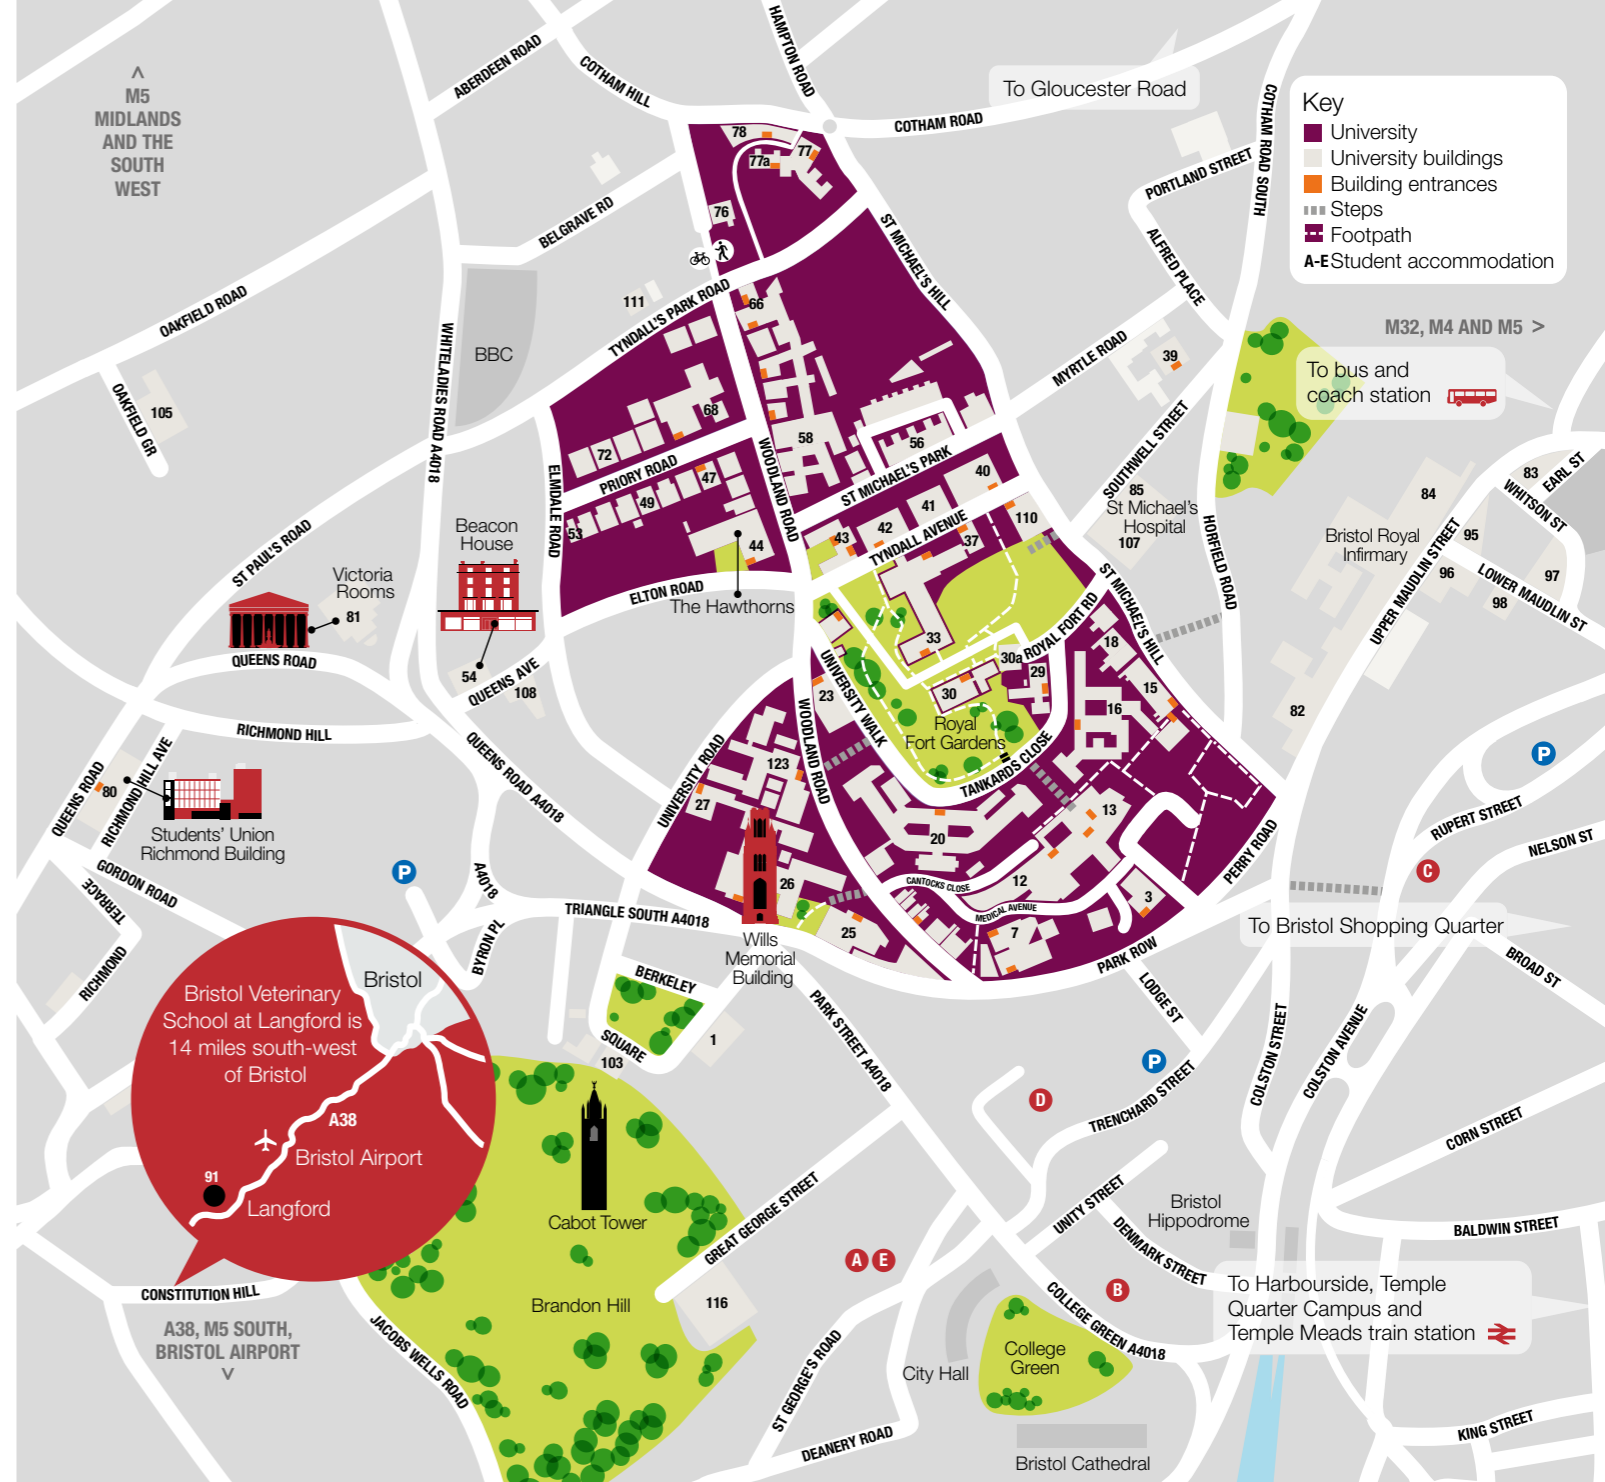 HAMPTON ROAD
ABERDEEN ROAD
COTHAM HILL
^
M5
MIDLANDS
AND THE
SOUTH
WEST
To Gloucester Road
COTHAM ROAD
COTHAM ROAD SOUTH
Key
University
University buildings
Building entrances
Steps
Footpath
A-E Student accommodation
78
77a
77
76
PORTLAND STREET
ALFRED PLACE
BELGRAVE RD
ST MICHAEL'S HILL
OAKFIELD ROAD
111
TYNDALL'S PARK ROAD
66
M32, M4 AND M5 >
WHITELADIES ROAD A4018
BBC
MYRTLE ROAD
39
To bus and
coach station
OAKFIELD GR
105
68
58
56
72
PRIORY ROAD
WOODLAND ROAD
ST MICHAEL'S PARK
40
SOUTHWELL STREET
47
49
53
ELMDALE ROAD
41
42
43
44
TYNDALL AVENUE
37
110
85
St Michael's
Hospital
107
83
EARL ST
WHITSON ST
84
95
Bristol Royal
Infirmary
UPPER MAUDLIN STREET
96
97
98
LOWER MAUDLIN ST
HORFIELD ROAD
ST PAUL'S ROAD
Beacon
House
Victoria
Rooms
81
ELTON ROAD
The Hawthorns
ST MICHAEL'S HILL
ROYAL FORT RD
33
30a
29
30
18
15
16
82
QUEENS ROAD
54
QUEENS AVE
108
UNIVERSITY WALK
23
Royal
Fort Gardens
TANKARDS CLOSE
RICHMOND HILL
RICHMOND HILL AVE
QUEENS ROAD A4018
UNIVERSITY ROAD
WOODLAND ROAD
123
27
QUEENS ROAD
80
Students' Union
Richmond Building
P
13
20
12
CANTOCKS CLOSE
MEDICAL AVENUE
3
7
PERRY ROAD
RUPERT STREET
NELSON ST
C
GORDON ROAD
TERRACE
RICHMOND
P
A4018
BYRON PL
TRIANGLE SOUTH A4018
26
25
Wills
Memorial
Building
PARK ROW
To Bristol Shopping Quarter
BROAD ST
LODGE ST
Bristol
Bristol Veterinary
School at Langford is
14 miles south-west
of Bristol
A38
Bristol Airport
91
Langford
BERKELEY
SQUARE
1
103
PARK STREET A4018
P
D
TRENCHARD STREET
COLSTON STREET
COLSTON AVENUE
CORN STREET
Cabot Tower
GREAT GEORGE STREET
UNITY STREET
DENMARK STREET
Bristol
Hippodrome
BALDWIN STREET
A E
B
To Harbourside, Temple
Quarter Campus and
Temple Meads train station
CONSTITUTION HILL
A38, M5 SOUTH,
BRISTOL AIRPORT
v
JACOBS WELLS ROAD
Brandon Hill
116
COLLEGE GREEN A4018
College
Green
City Hall
ST GEORGE'S ROAD
DEANERY ROAD
Bristol Cathedral
KING STREET